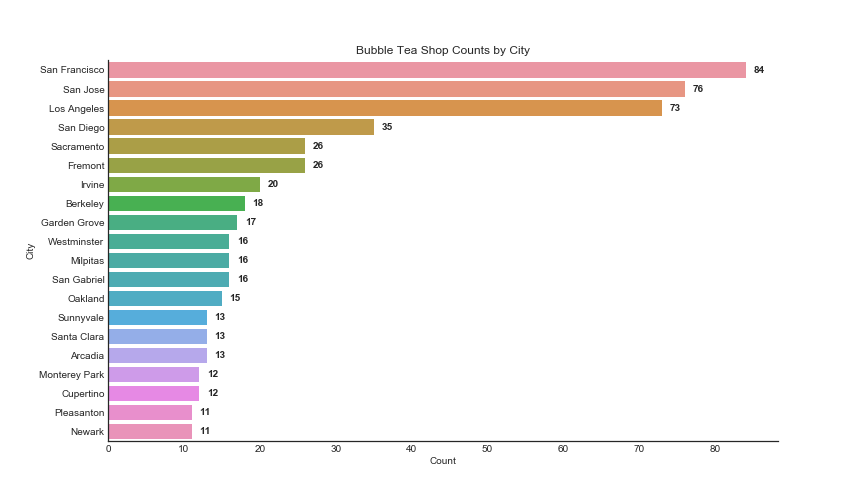 Bubble Tea Shop Counts by City
San Francisco 84
San Jose 76
Los Angeles 73
San Diego 35
Sacramento 26
Fremont 26
Irvine 20
Berkeley 18
Garden Grove 17
Westminster 16
Milpitas 16
San Gabriel 16
Oakland 15
Sunnyvale 13
Santa Clara 13
Arcadia 13
Monterey Park 12
Cupertino 12
Pleasanton 11
Newark 11
City
0 10 20 30 40 50 60 70 80
Count